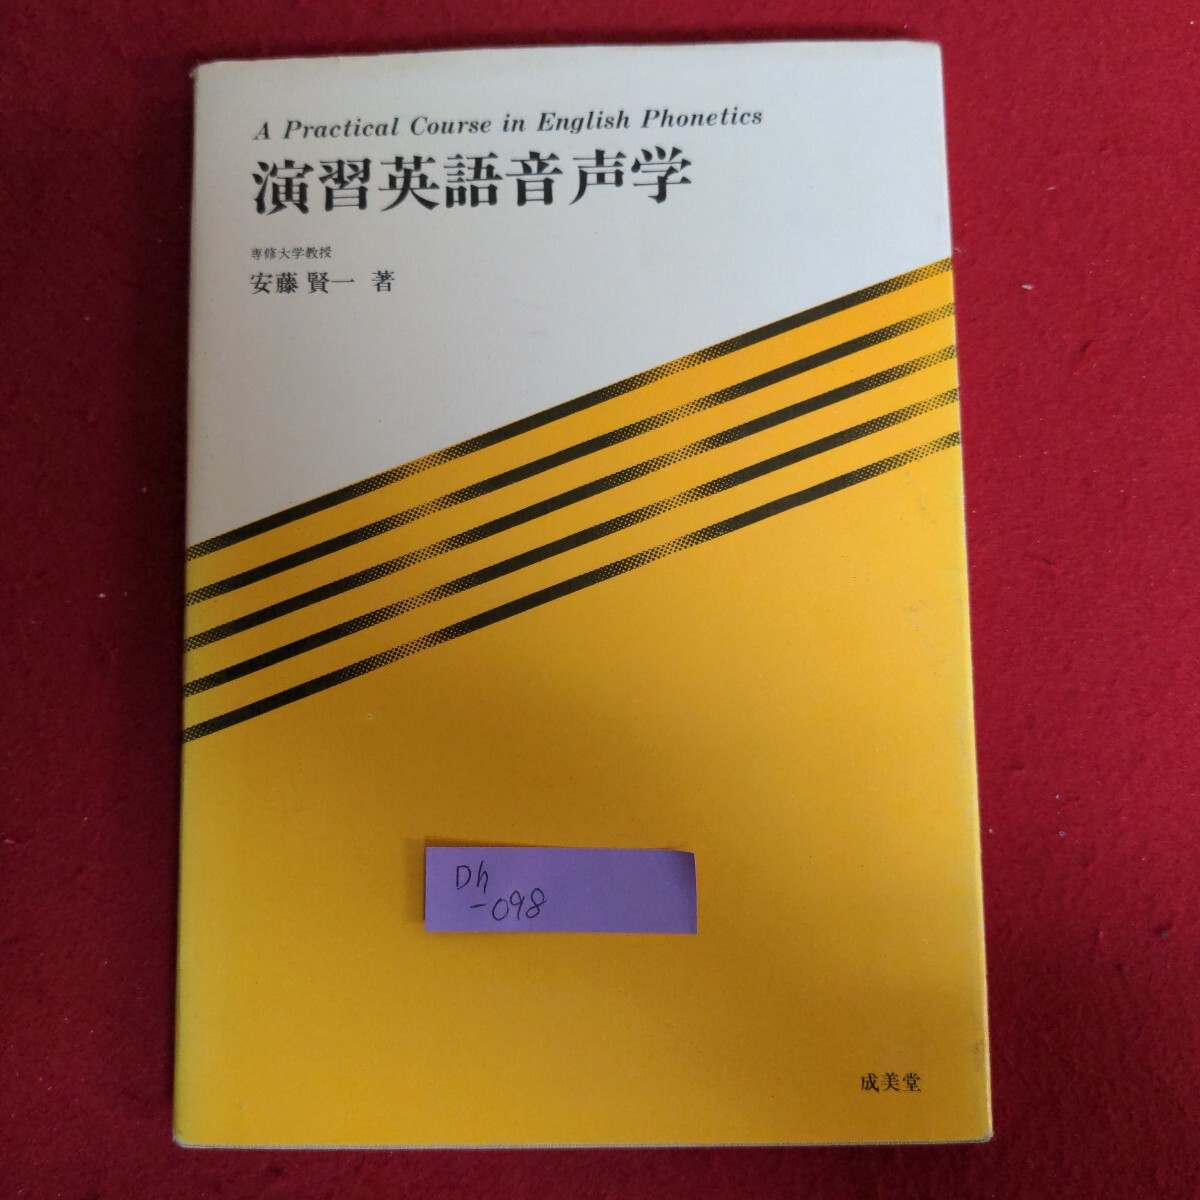 A Practical Course in English Phonetics
演習英語音声学
専修大学教授
安藤 賢一 著
Dh
-098
成美堂